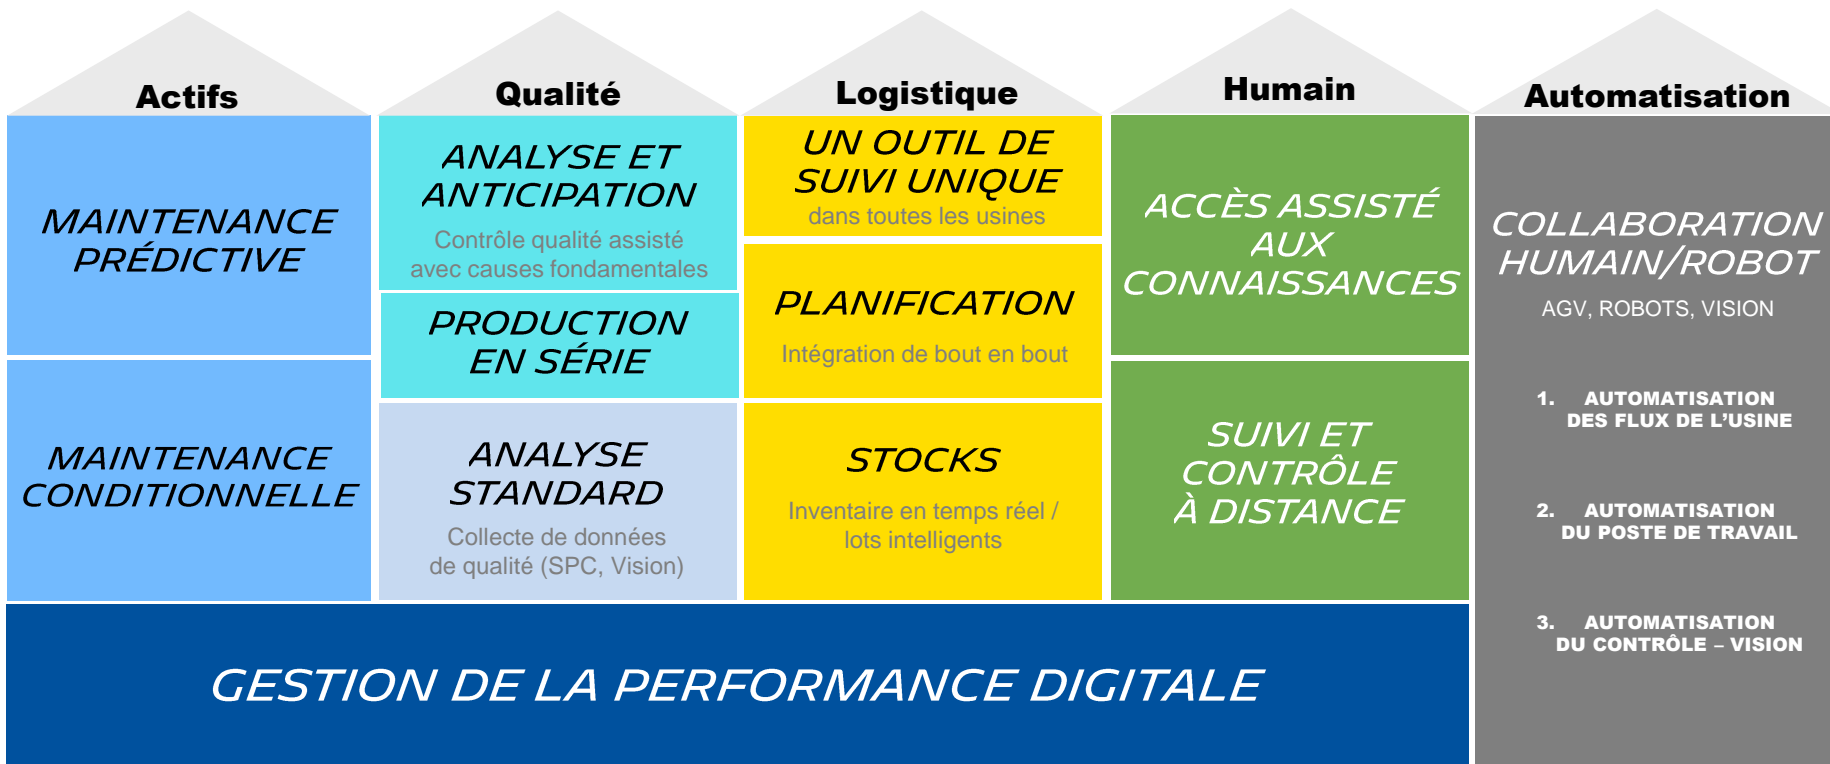 Actifs
MAINTENANCE
PRÉDICTIVE
MAINTENANCE
CONDITIONNELLE
Qualité
ANALYSE ET
ANTICIPATION
Contrôle qualité assisté
avec causes fondamentales
PRODUCTION
EN SÉRIE
ANALYSE
STANDARD
Collecte de données
de qualité (SPC, Vision)
Logistique
UN OUTIL DE
SUIVI UNIQUE
dans toutes les usines
PLANIFICATION
Intégration de bout en bout
STOCKS
Inventaire en temps réel /
lots intelligents
Humain
ACCÈS ASSISTÉ
AUX
CONNAISSANCES
SUIVI ET
CONTRÔLE
À DISTANCE
GESTION DE LA PERFORMANCE DIGITALE
Automatisation
COLLABORATION
HUMAIN/ROBOT
AGV, ROBOTS, VISION
1. AUTOMATISATION
DES FLUX DE L’USINE
2. AUTOMATISATION
DU POSTE DE TRAVAIL
3. AUTOMATISATION
DU CONTRÔLE – VISION